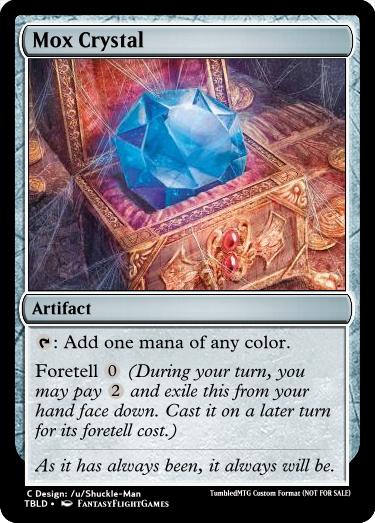 Mox Crystal
Artifact
: Add one mana of any color.
Foretell 0 (During your turn, you
may pay 2 and exile this from your
hand face down. Cast it on a later turn
for its foretell cost.)
As it has always been, it always will be.
C Design: /u/Shuckle-Man
TumbledMTG Custom Format (NOT FOR SALE)
TBLD • FantasyFlightGames